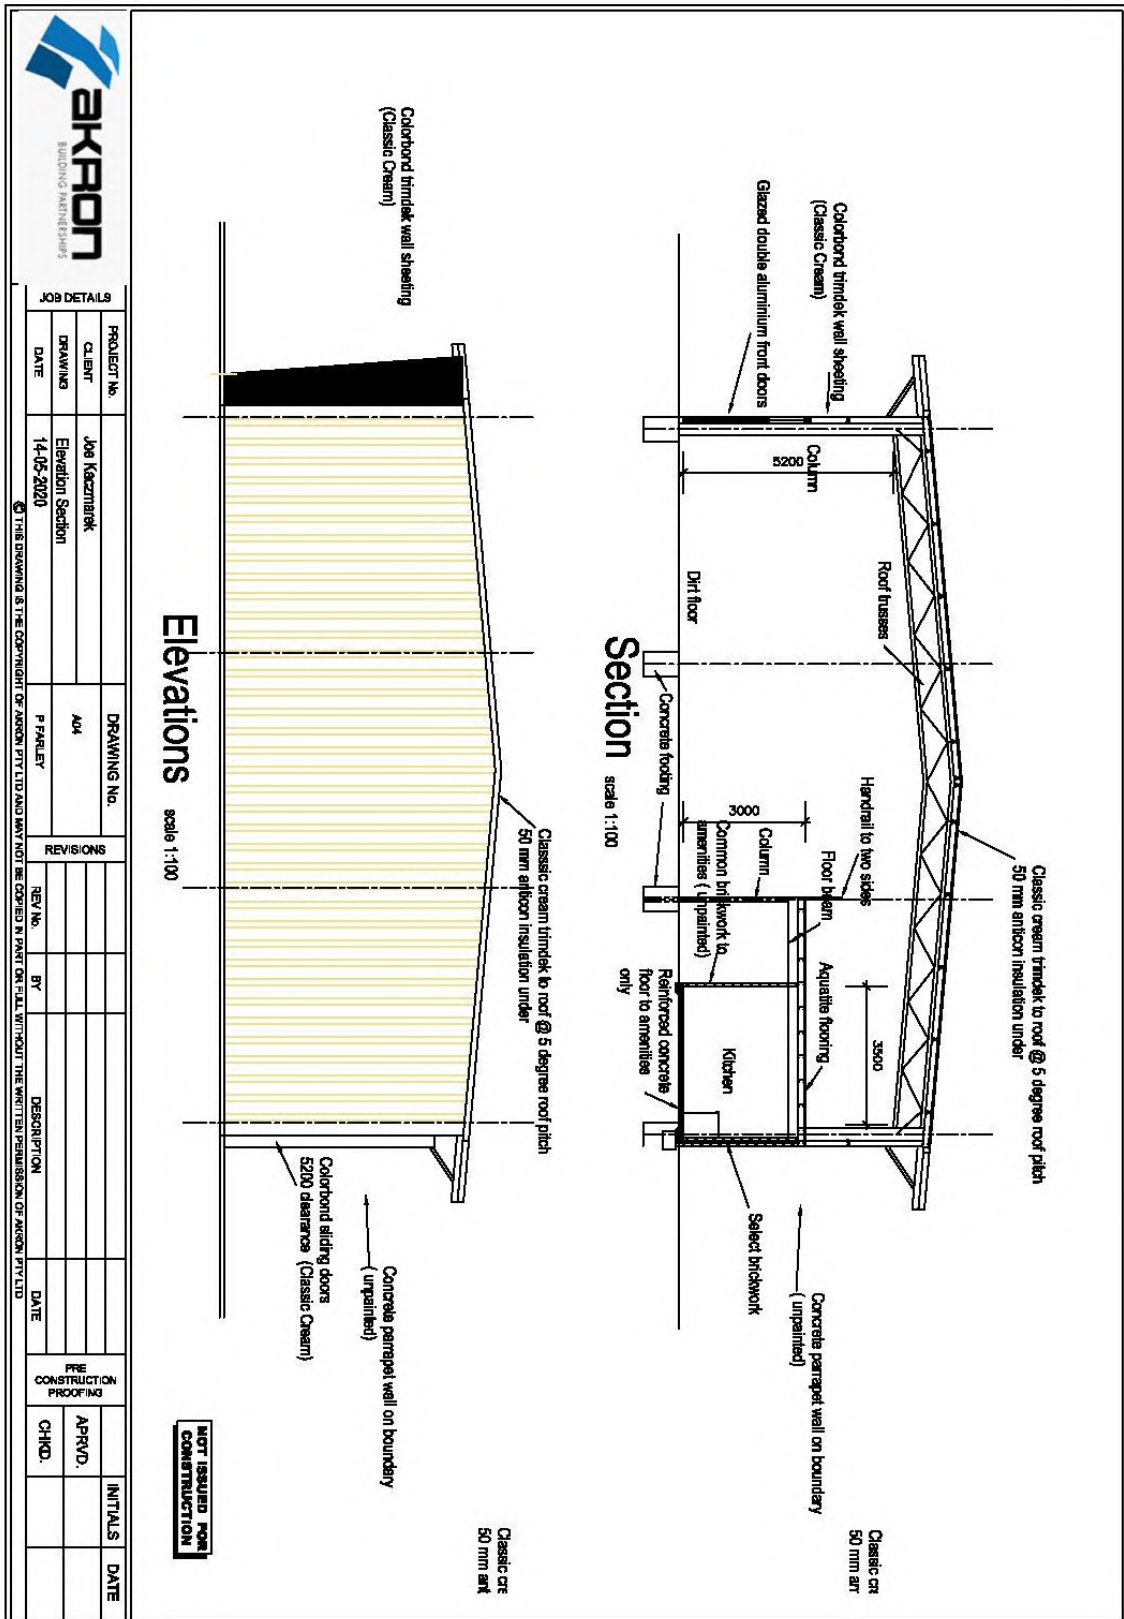 Classic cream trimdek to roof @ 5 degree roof pitch
50 mm anticon insulation under
Classic cr
50 mm an
Colorbond trimdek wall sheeting
(Classic Cream)
Glazed double aluminium front doors
Column
5200
Roof trusses
Dirt floor
Handrail to two sides
Floor beam
Column
3000
Common brickwork to
amenities ( unpainted)
Aquatite flooring
3500
Kitchen
Concrete footing
Reinforced concrete
floor to amenities
only
Select brickwork
Concrete parrapet wall on boundary
( unpainted)
Section
scale 1:100
Classsic cream trimdek to roof @ 5 degree roof pitch
50 mm anticon insulation under
Classic cre
50 mm ant
Colorbond trimdek wall sheeting
(Classic Cream)
Concrete parrapet wall on boundary
( unpainted)
Colorbond sliding doors
5200 clearance (Classic Cream)
Elevations
scale 1:100
NOT ISSUED FOR
CONSTRUCTION
akron
BUILDING PARTNERSHIPS
JOB DETAILS
PROJECT No.
CLIENT
Joe Kaczmarek
DRAWING
Elevation Section
DATE
14-05-2020
DRAWING No.
A04
P FARLEY
REVISIONS
REV No.
BY
DESCRIPTION
DATE
PRE
CONSTRUCTION
PROOFING
APRVD.
CHKD.
INITIALS
DATE
© THIS DRAWING IS THE COPYRIGHT OF AKRON PTY LTD AND MAY NOT BE COPIED IN PART OR FULL WITHOUT THE WRITTEN PERMISSION OF AKRON PTY LTD